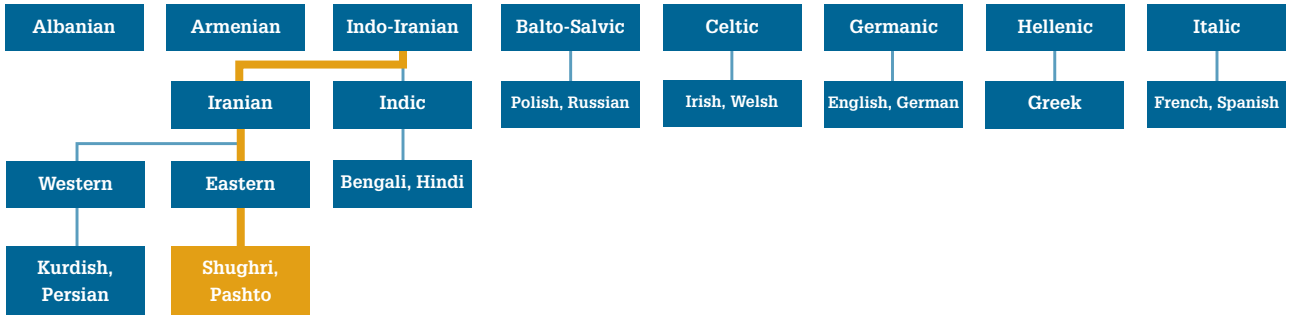 Albanian
Armenian
Indo-Iranian
Balto-Salvic
Celtic
Germanic
Hellenic
Italic
Iranian
Indic
Polish, Russian
Irish, Welsh
English, German
Greek
French, Spanish
Western
Eastern
Bengali, Hindi
Kurdish,
Persian
Shughri,
Pashto